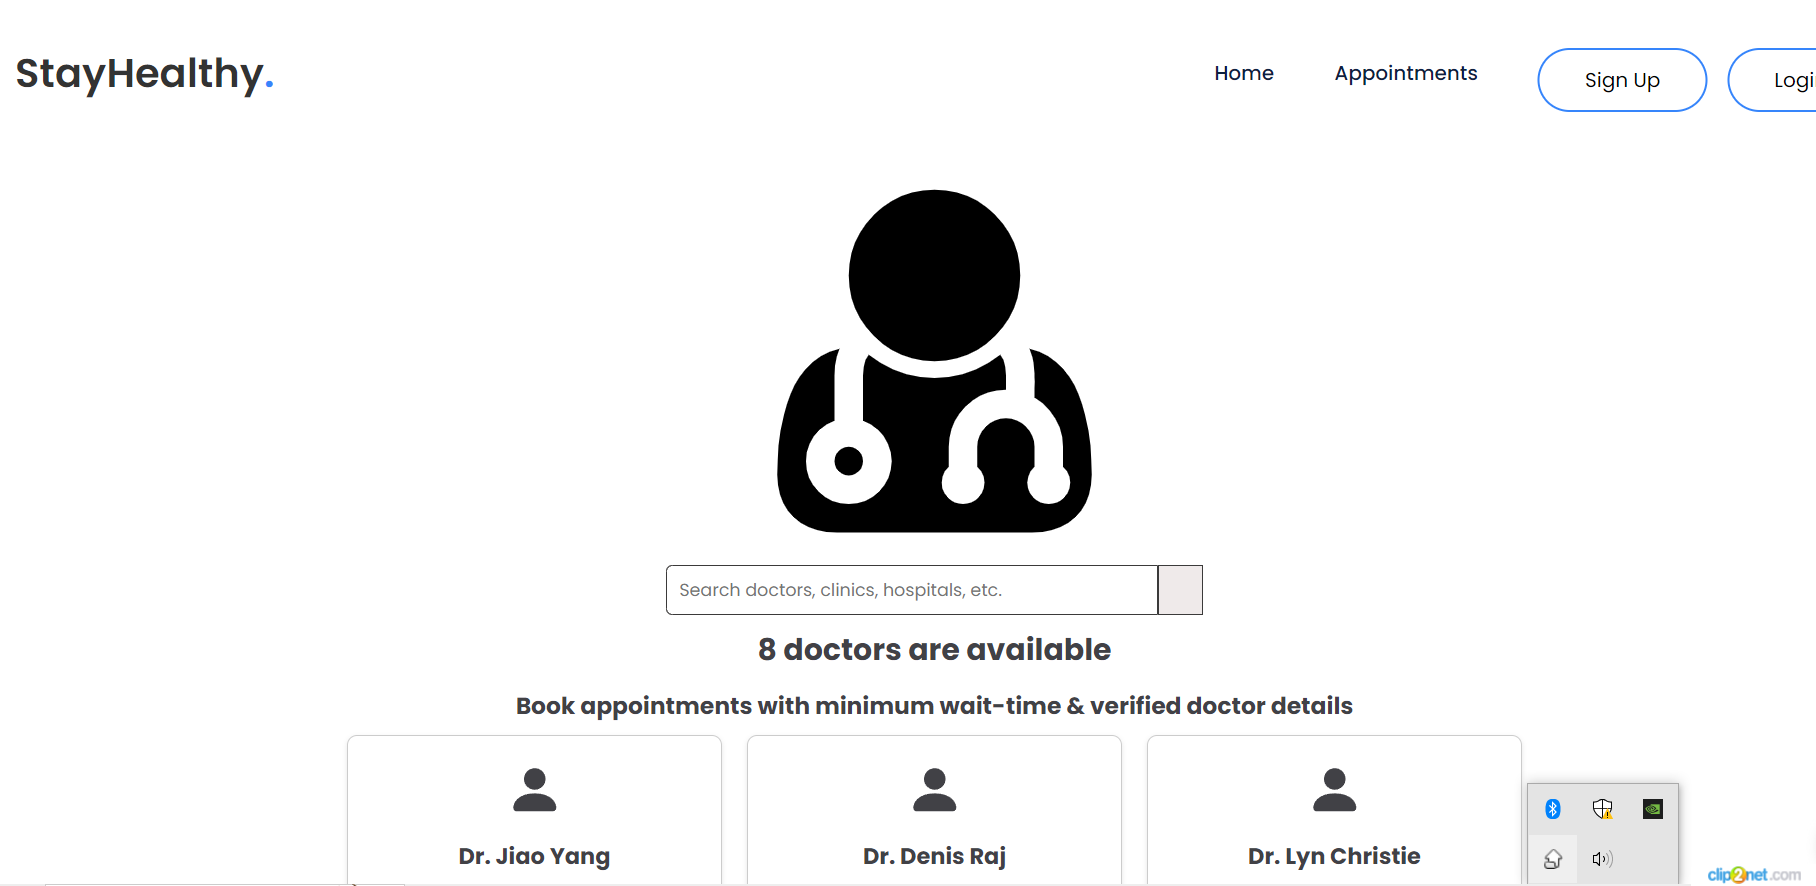 StayHealthy.
Home
Appointments
Sign Up
Logi
Search doctors, clinics, hospitals, etc.
8 doctors are available
Book appointments with minimum wait-time & verified doctor details
Dr. Jiao Yang
Dr. Denis Raj
Dr. Lyn Christie
clip2net.com